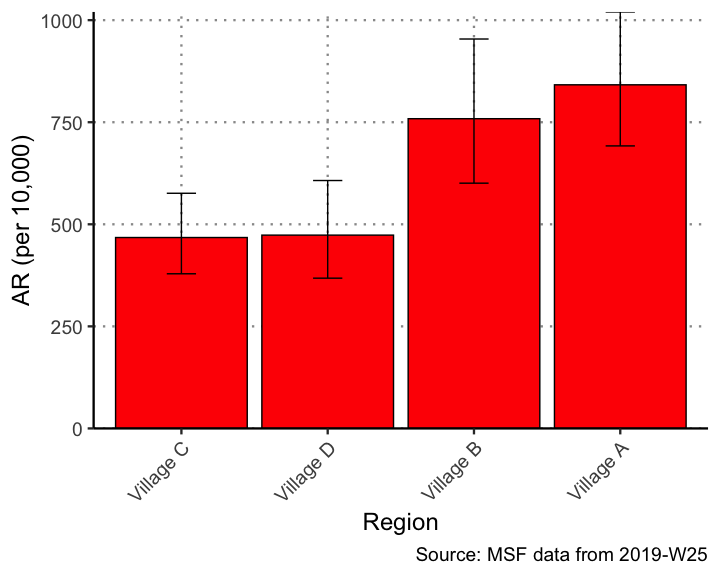 AR (per 10,000)
1000
750
500
250
0
Village C
Village D
Village B
Village A
Region
Source: MSF data from 2019-W25